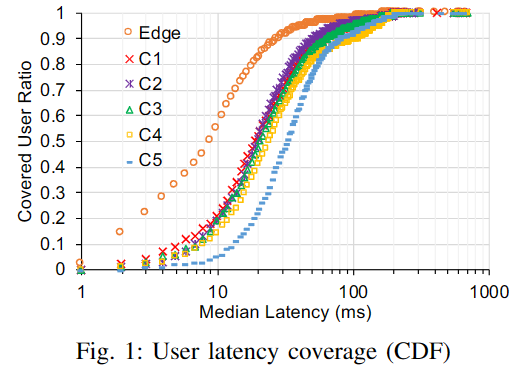 1
0.9
0.8
0.7
0.6
0.5
0.4
0.3
0.2
0.1
0
Covered User Ratio
Edge
C1
C2
C3
C4
C5
1 10 100 1000
Median Latency (ms)
Fig. 1: User latency coverage (CDF)